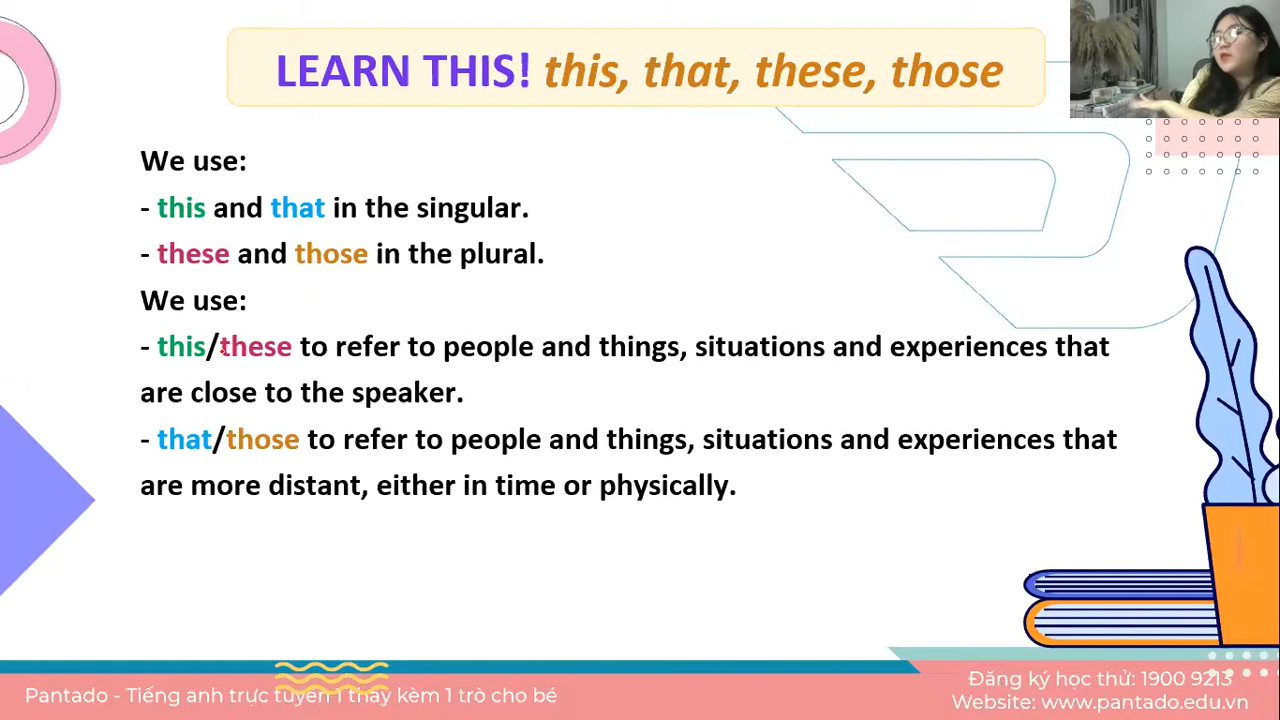 LEARN THIS! this, that, these, those
We use:
- this and that in the singular.
- these and those in the plural.
We use:
- this/these to refer to people and things, situations and experiences that
are close to the speaker.
- that/those to refer to people and things, situations and experiences that
are more distant, either in time or physically.
Pantado - Tiếng anh trực tuyến 1 thầy kèm 1 trò cho bé
Đăng ký học thử: 1900 9213
Website: www.pantado.edu.vn